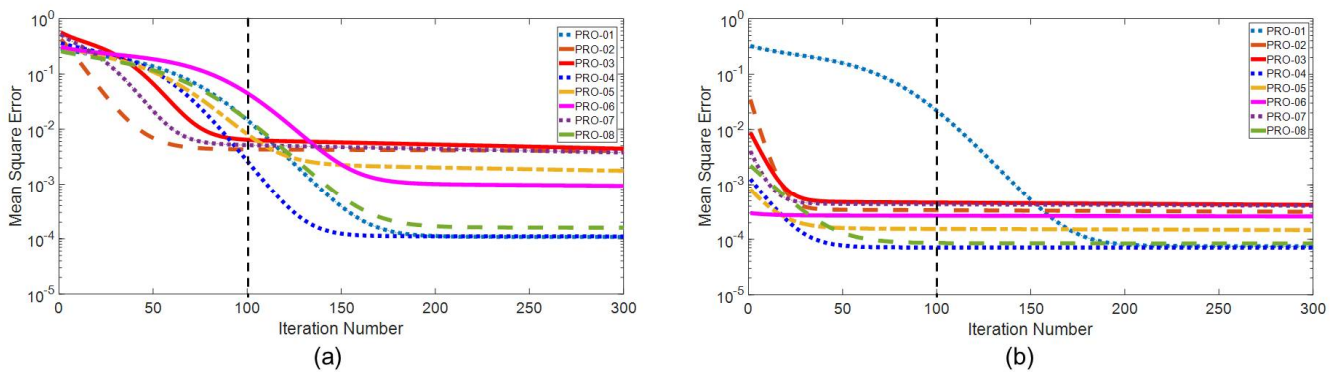 Mean Square Error
10^0
10^-1
10^-2
10^-3
10^-4
10^-5
0 50 100 150 200 250 300
Iteration Number
PRO-01
PRO-02
PRO-03
PRO-04
PRO-05
PRO-06
PRO-07
PRO-08
(a)
Mean Square Error
10^0
10^-1
10^-2
10^-3
10^-4
10^-5
0 50 100 150 200 250 300
Iteration Number
PRO-01
PRO-02
PRO-03
PRO-04
PRO-05
PRO-06
PRO-07
PRO-08
(b)